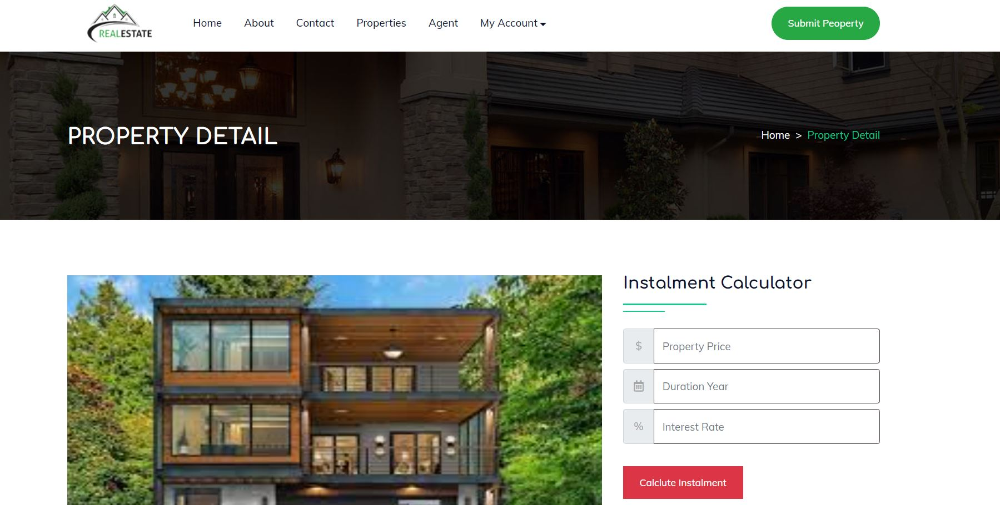 REALESTATE
Home About Contact Properties Agent My Account
Submit Peoperty
PROPERTY DETAIL
Home > Property Detail
Instalment Calculator
$ Property Price
Duration Year
% Interest Rate
Calclute Instalment